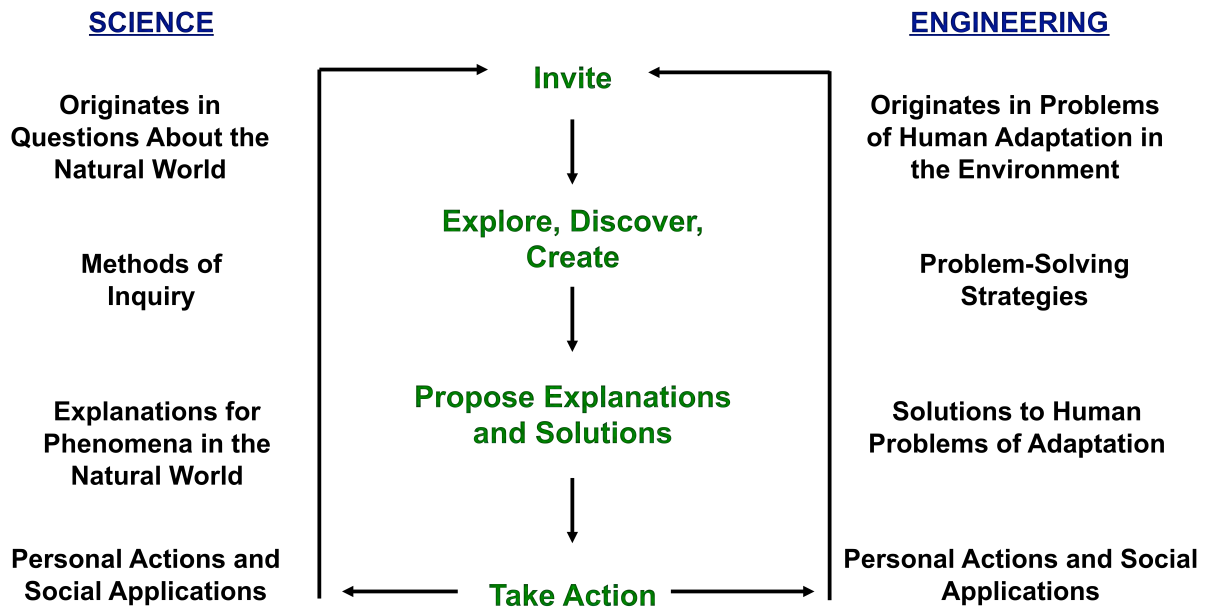 SCIENCE
ENGINEERING
Invite
Originates in
Questions About the
Natural World
Originates in Problems
of Human Adaptation in
the Environment
Explore, Discover,
Create
Methods of
Inquiry
Problem-Solving
Strategies
Propose Explanations
and Solutions
Explanations for
Phenomena in the
Natural World
Solutions to Human
Problems of Adaptation
Personal Actions and
Social Applications
Take Action
Personal Actions and Social
Applications